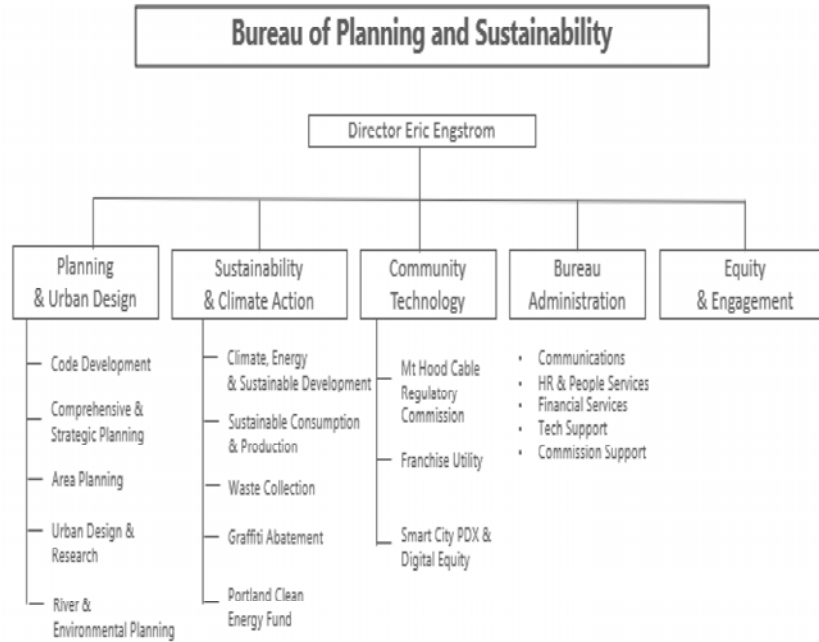 Bureau of Planning and Sustainability
Director Eric Engstrom
Planning
& Urban Design
Code Development
Comprehensive &
Strategic Planning
Area Planning
Urban Design &
Research
River &
Environmental Planning
Sustainability
& Climate Action
Climate, Energy
& Sustainable Development
Sustainable Consumption
& Production
Waste Collection
Graffiti Abatement
Portland Clean
Energy Fund
Community
Technology
Mt Hood Cable
Regulatory
Commission
Franchise Utility
Smart City PDX &
Digital Equity
Bureau
Administration
• Communications
• HR & People Services
• Financial Services
• Tech Support
• Commission Support
Equity
& Engagement